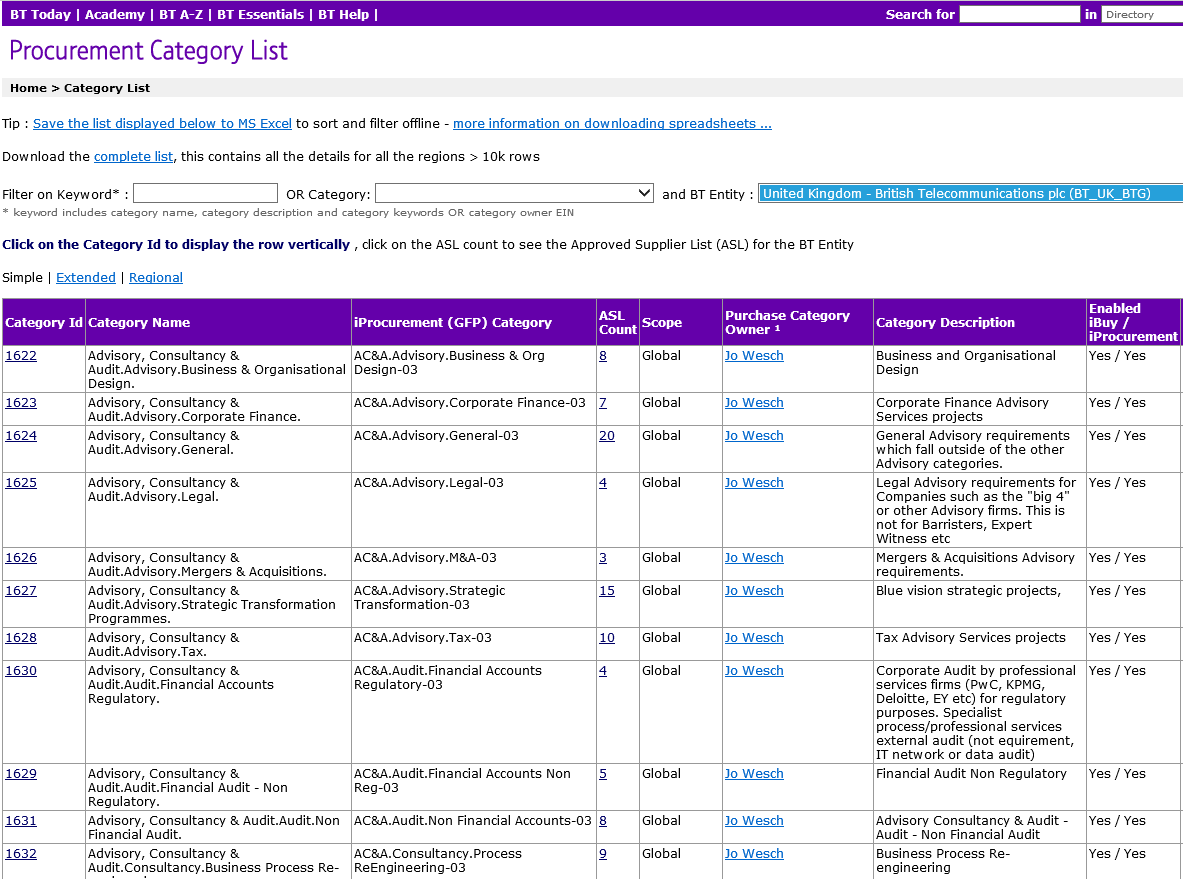 BT Today | Academy | BT A-Z | BT Essentials | BT Help | Search for in Directory
Procurement Category List
Home > Category List
Tip : Save the list displayed below to MS Excel to sort and filter offline - more information on downloading spreadsheets ...
Download the complete list, this contains all the details for all the regions > 10k rows
Filter on Keyword* : OR Category: and BT Entity : United Kingdom - British Telecommunications plc (BT_UK_BTG)
* keyword includes category name, category description and category keywords OR category owner EIN
Click on the Category Id to display the row vertically , click on the ASL count to see the Approved Supplier List (ASL) for the BT Entity
Simple | Extended | Regional
Category Id
Category Name
iProcurement (GFP) Category
ASL
Count
Scope
Purchase Category
Owner ¹
Category Description
Enabled
iBuy /
iProcurement
1622
Advisory, Consultancy &
Audit.Advisory.Business & Organisational
Design.
AC&A.Advisory.Business & Org
Design-03
8
Global
Jo Wesch
Business and Organisational
Design
Yes / Yes
1623
Advisory, Consultancy &
Audit.Advisory.Corporate Finance.
AC&A.Advisory.Corporate Finance-03
7
Global
Jo Wesch
Corporate Finance Advisory
Services projects
Yes / Yes
1624
Advisory, Consultancy &
Audit.Advisory.General.
AC&A.Advisory.General-03
20
Global
Jo Wesch
General Advisory requirements
which fall outside of the other
Advisory categories.
Yes / Yes
1625
Advisory, Consultancy &
Audit.Advisory.Legal.
AC&A.Advisory.Legal-03
4
Global
Jo Wesch
Legal Advisory requirements for
Companies such as the "big 4"
or other Advisory firms. This is
not for Barristers, Expert
Witness etc
Yes / Yes
1626
Advisory, Consultancy &
Audit.Advisory.Mergers & Acquisitions.
AC&A.Advisory.M&A-03
3
Global
Jo Wesch
Mergers & Acquisitions Advisory
requirements.
Yes / Yes
1627
Advisory, Consultancy &
Audit.Advisory.Strategic Transformation
Programmes.
AC&A.Advisory.Strategic
Transformation-03
15
Global
Jo Wesch
Blue vision strategic projects,
Yes / Yes
1628
Advisory, Consultancy &
Audit.Advisory.Tax.
AC&A.Advisory.Tax-03
10
Global
Jo Wesch
Tax Advisory Services projects
Yes / Yes
1630
Advisory, Consultancy &
Audit.Audit.Financial Accounts
Regulatory.
AC&A.Audit.Financial Accounts
Regulatory-03
4
Global
Jo Wesch
Corporate Audit by professional
services firms (PwC, KPMG,
Deloitte, EY etc) for regulatory
purposes. Specialist
process/professional services
external audit (not equirement,
IT network or data audit)
Yes / Yes
1629
Advisory, Consultancy &
Audit.Audit.Financial Audit - Non
Regulatory.
AC&A.Audit.Financial Accounts Non
Reg-03
5
Global
Jo Wesch
Financial Audit Non Regulatory
Yes / Yes
1631
Advisory, Consultancy & Audit.Audit.Non
Financial Audit.
AC&A.Audit.Non Financial Accounts-03
8
Global
Jo Wesch
Advisory Consultancy & Audit -
Audit - Non Financial Audit
Yes / Yes
1632
Advisory, Consultancy &
Audit.Consultancy.Business Process Re-
AC&A.Consultancy.Process
ReEngineering-03
9
Global
Jo Wesch
Business Process Re-
engineering
Yes / Yes